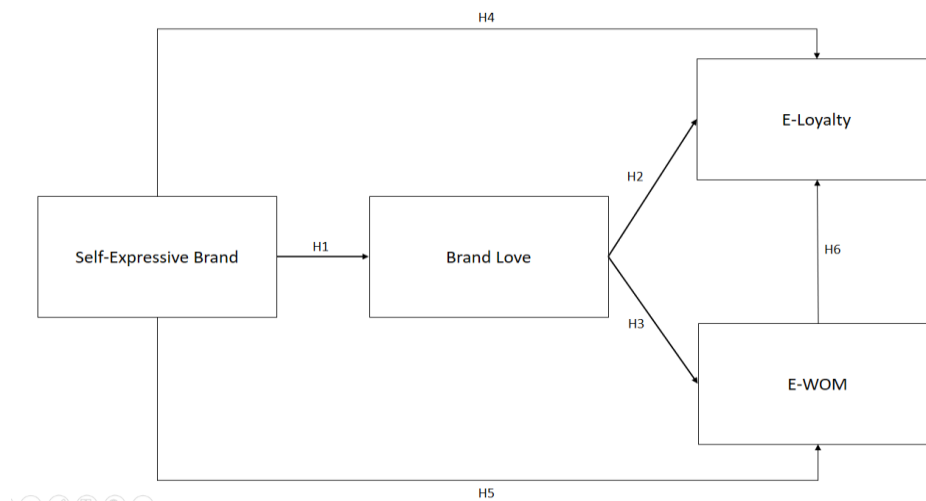 H4
E-Loyalty
H2
Self-Expressive Brand
H1
Brand Love
H6
H3
E-WOM
H5